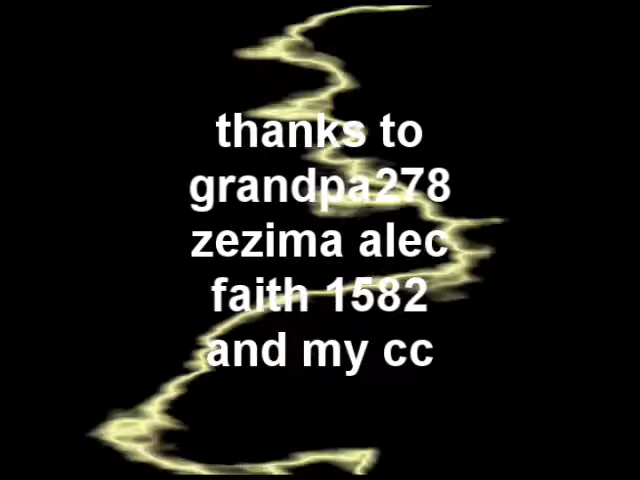 thanks to
grandpa278
zezima alec
faith 1582
and my cc